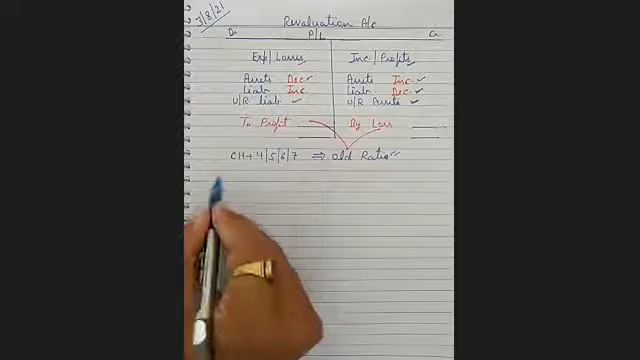 3/8/21
Revaluation A/c
Dr. P/L Cr.
Exp/Losses Inc./Profits
Assets Dec. Assets Inc.
Liab. Inc. Liab. Dec.
U/R Liab U/R Assets
To Profit By Loss
CH→ 4|5|6|7 ⇒ Old Ratio